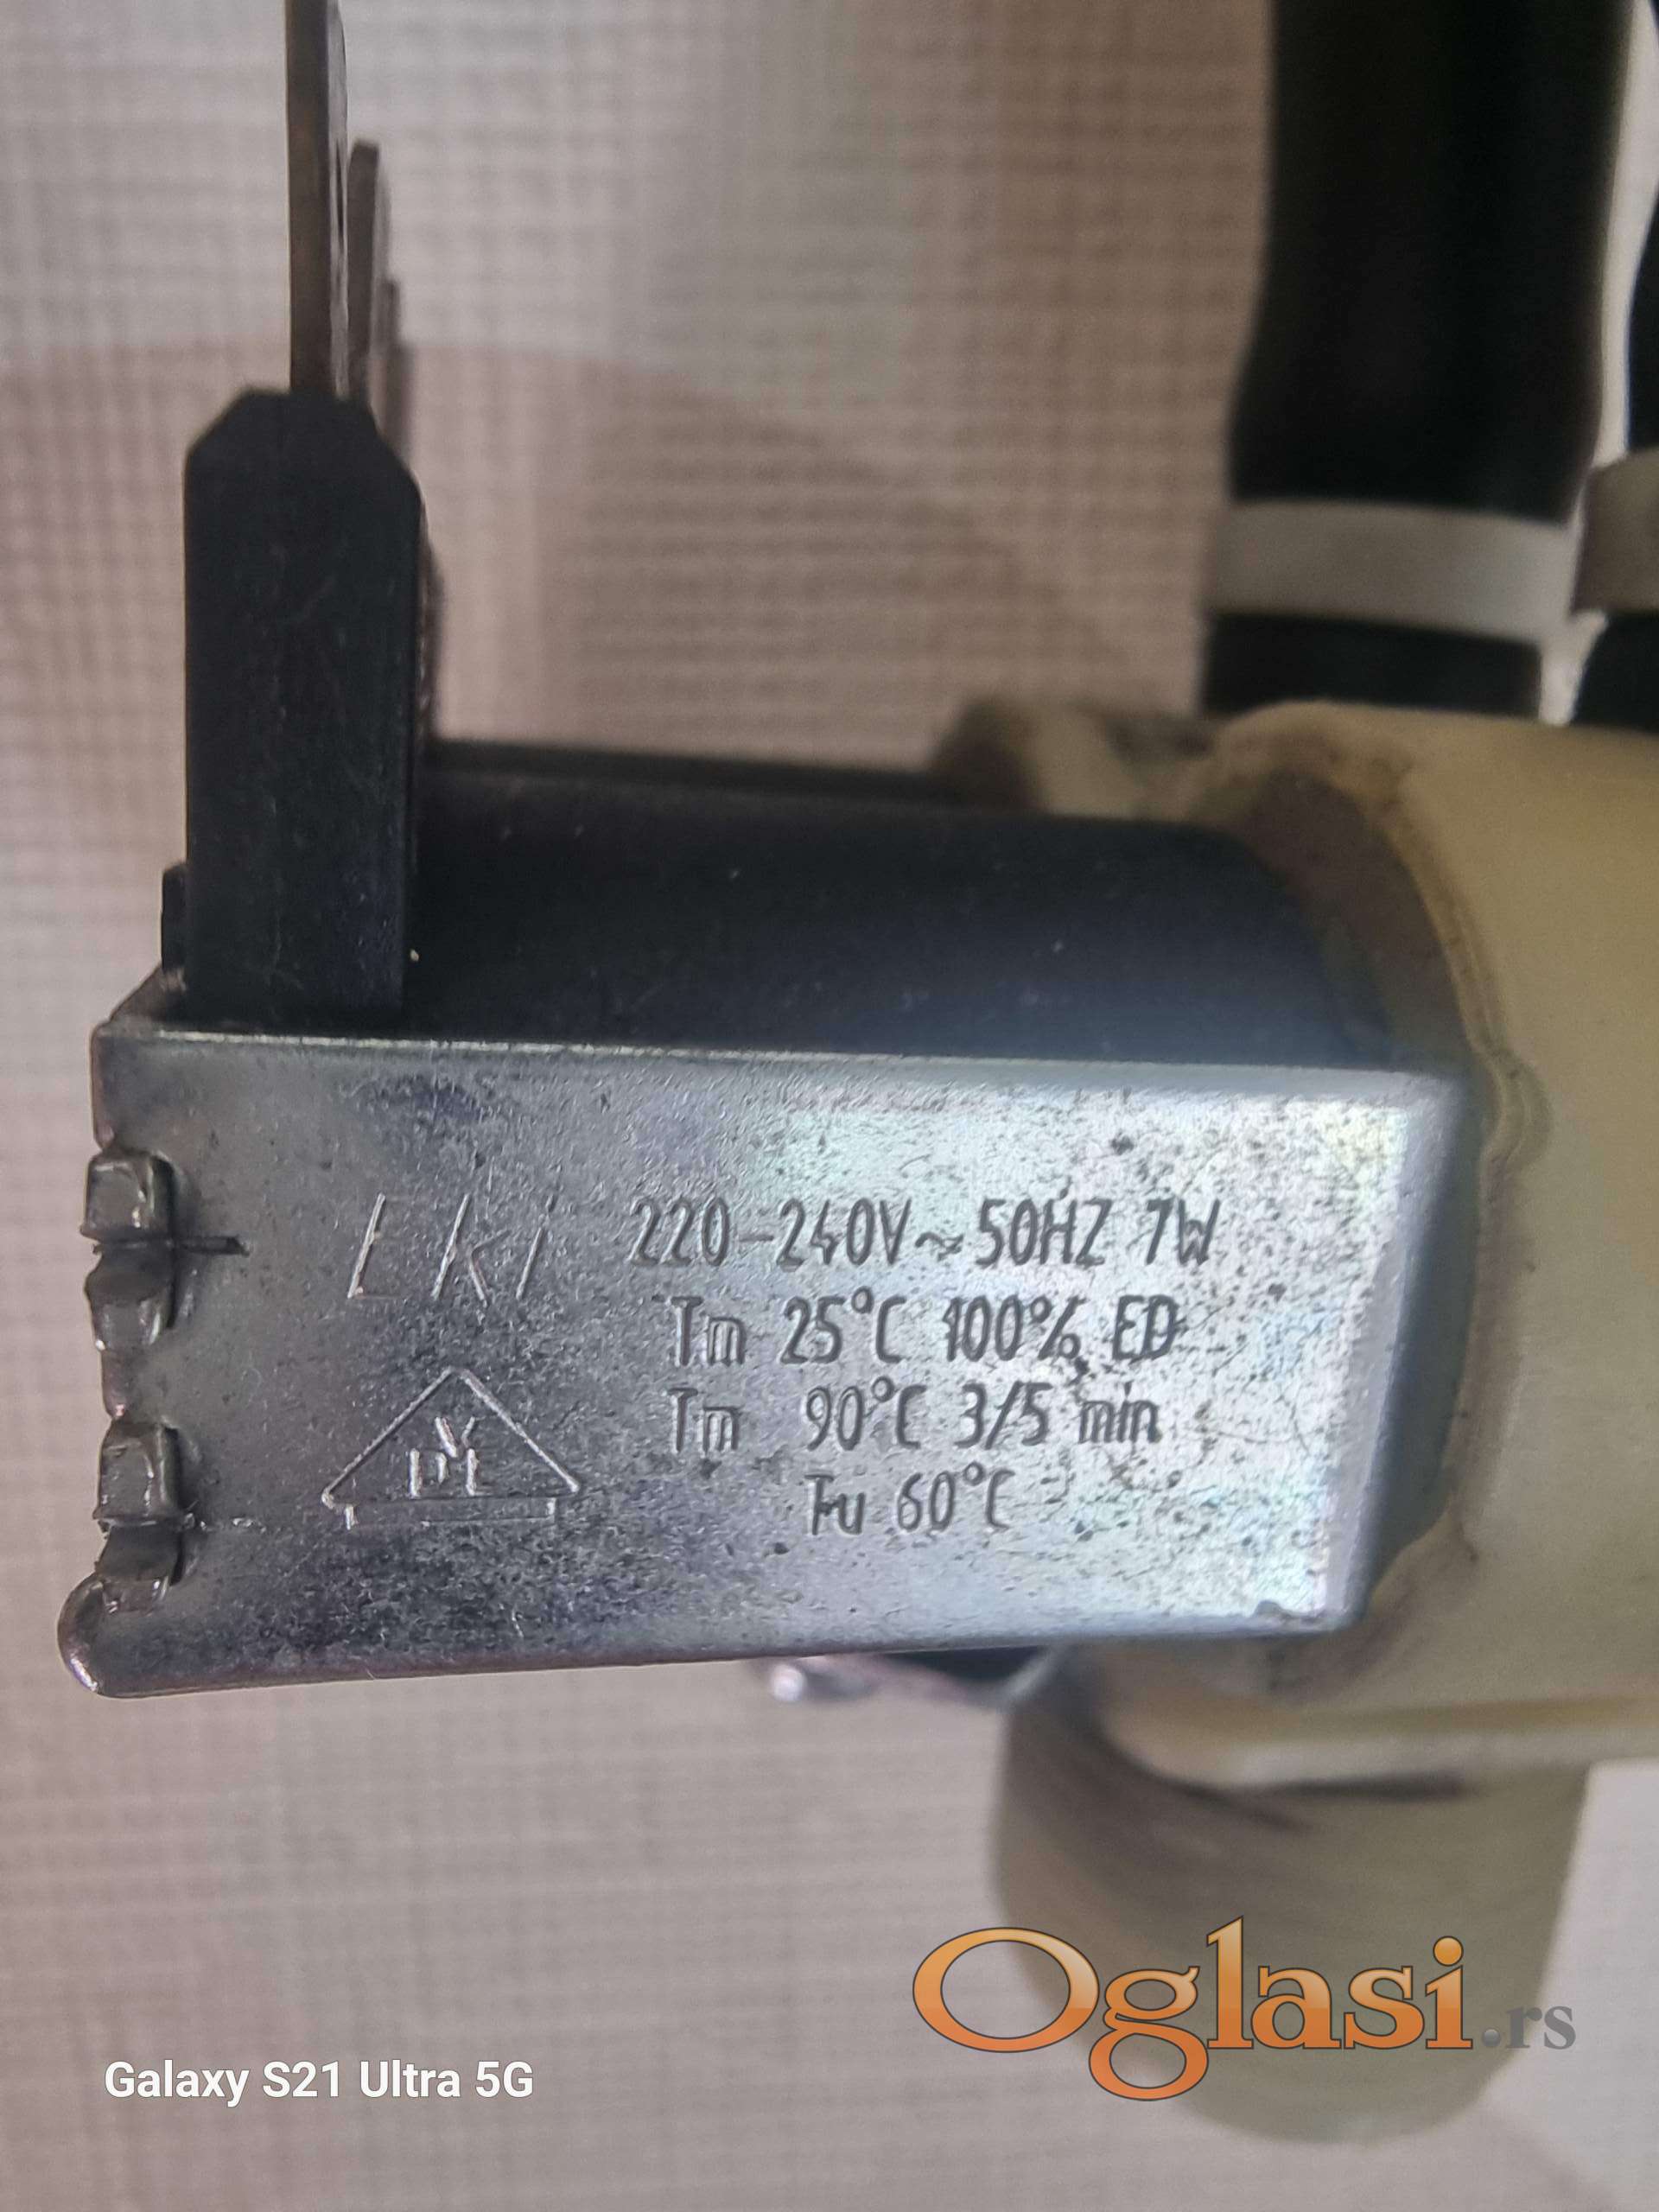 EKI 220-240V~50HZ 7W
Tm 25°C 100% ED
Tm 90°C 3/5 min
Tu 60°C
Oglasi.rs
Galaxy S21 Ultra 5G